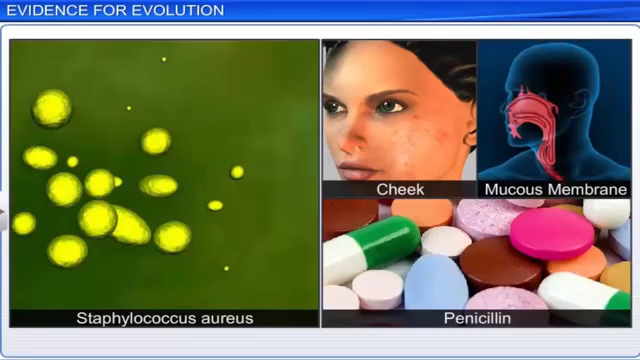 EVIDENCE FOR EVOLUTION
Cheek
Mucous Membrane
Staphylococcus aureus
Penicillin